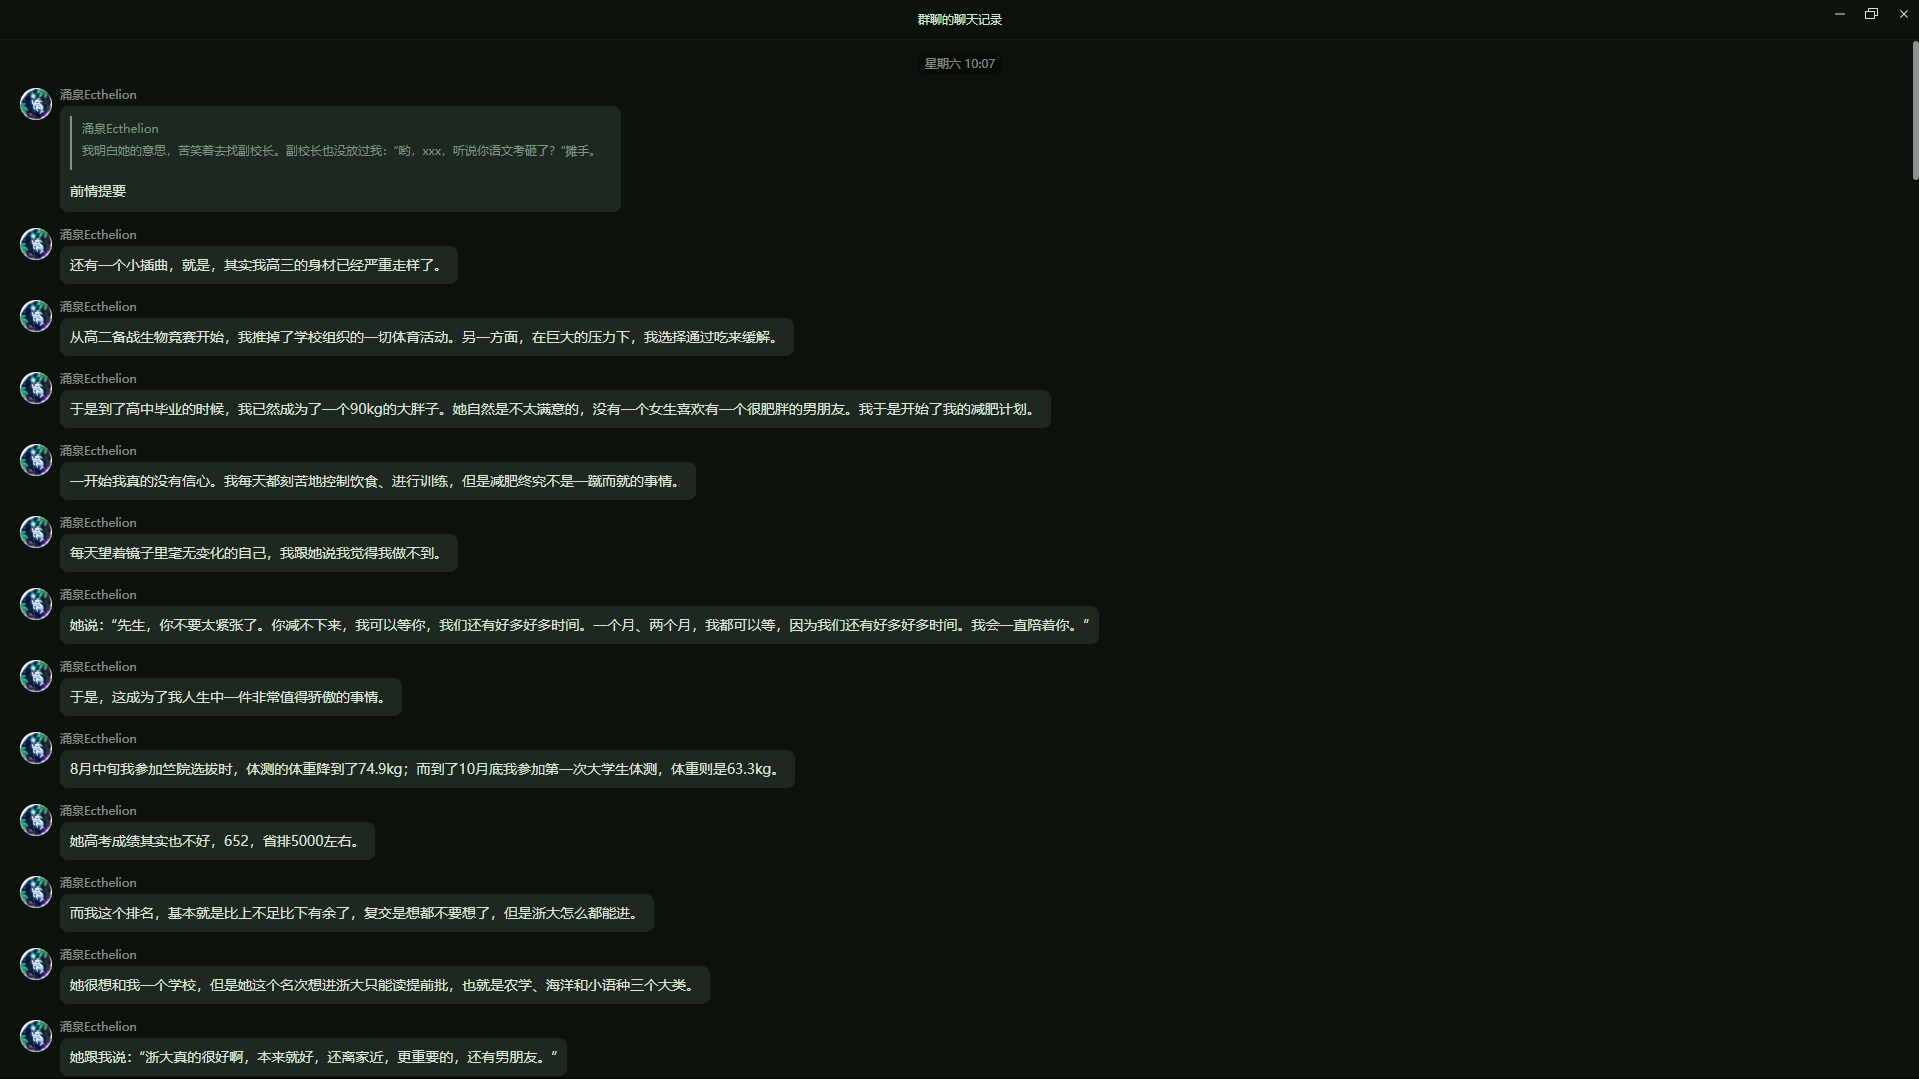 群聊的聊天记录
星期六 10:07
涌泉Ecthelion
涌泉Ecthelion
我明白她的意思，苦笑着去找副校长。副校长也没放过我：“哟，xxx，听说你语文考砸了？”摊手。
前情提要
涌泉Ecthelion
还有一个小插曲，就是，其实我高三的身材已经严重走样了。
涌泉Ecthelion
从高二备战生物竞赛开始，我推掉了学校组织的一切体育活动。另一方面，在巨大的压力下，我选择通过吃来缓解。
涌泉Ecthelion
于是到了高中毕业的时候，我已然成为了一个90kg的大胖子。她自然是不太满意的，没有一个女生喜欢有一个很肥胖的男朋友。我于是开始了我的减肥计划。
涌泉Ecthelion
一开始我真的没有信心。我每天都刻苦地控制饮食、进行训练，但是减肥终究不是一蹴而就的事情。
涌泉Ecthelion
每天望着镜子里毫无变化的自己，我跟她说我觉得我做不到。
涌泉Ecthelion
她说：“先生，你不要太紧张了。你减不下来，我可以等你，我们还有好多好多时间。一个月、两个月，我都可以等，因为我们还有好多好多时间。我会一直陪着你。”
涌泉Ecthelion
于是，这成为了我人生中一件非常值得骄傲的事情。
涌泉Ecthelion
8月中旬我参加竺院选拔时，体测的体重降到了74.9kg；而到了10月底我参加第一次大学生体测，体重则是63.3kg。
涌泉Ecthelion
她高考成绩其实也不好，652，省排5000左右。
涌泉Ecthelion
而我这个排名，基本就是比上不足比下有余了，复交是想都不要想了，但是浙大怎么都能进。
涌泉Ecthelion
她很想和我一个学校，但是她这个名次想进浙大只能读提前批，也就是农学、海洋和小语种三个大类。
涌泉Ecthelion
她跟我说：“浙大真的很好啊，本来就好，还离家近，更重要的，还有男朋友。”